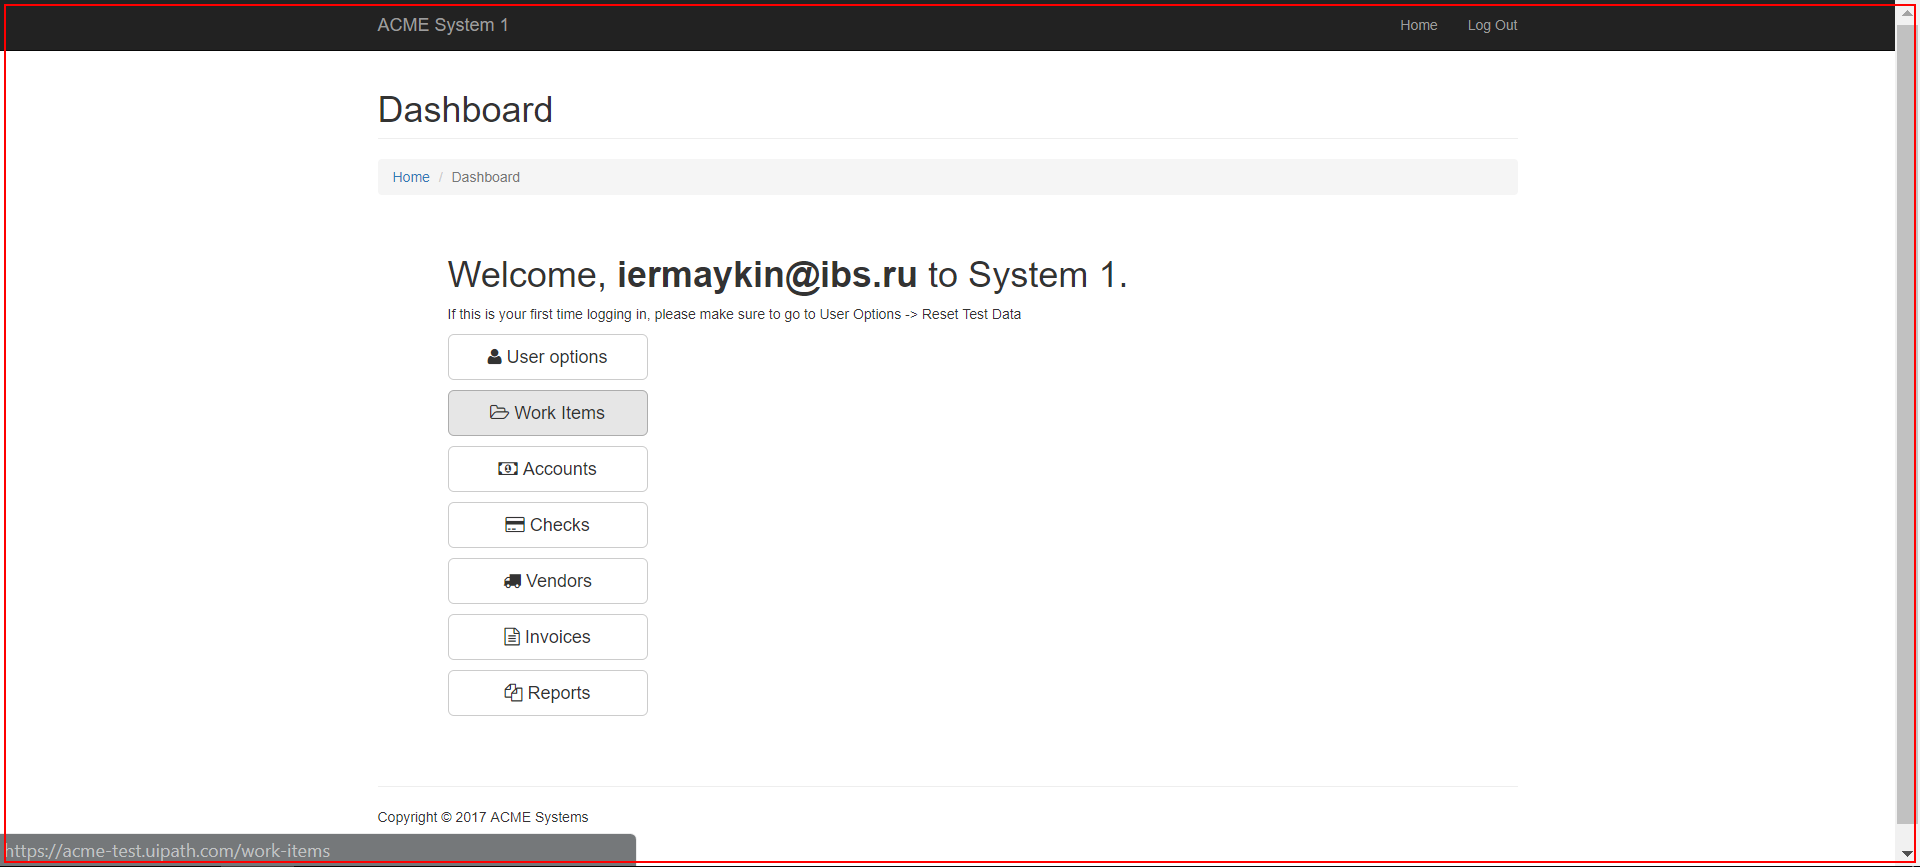 ACME System 1 Home Log Out
Dashboard
Home / Dashboard
Welcome, iermaykin@ibs.ru to System 1.
If this is your first time logging in, please make sure to go to User Options -> Reset Test Data
User options
Work Items
Accounts
Checks
Vendors
Invoices
Reports
Copyright © 2017 ACME Systems
https://acme-test.uipath.com/work-items